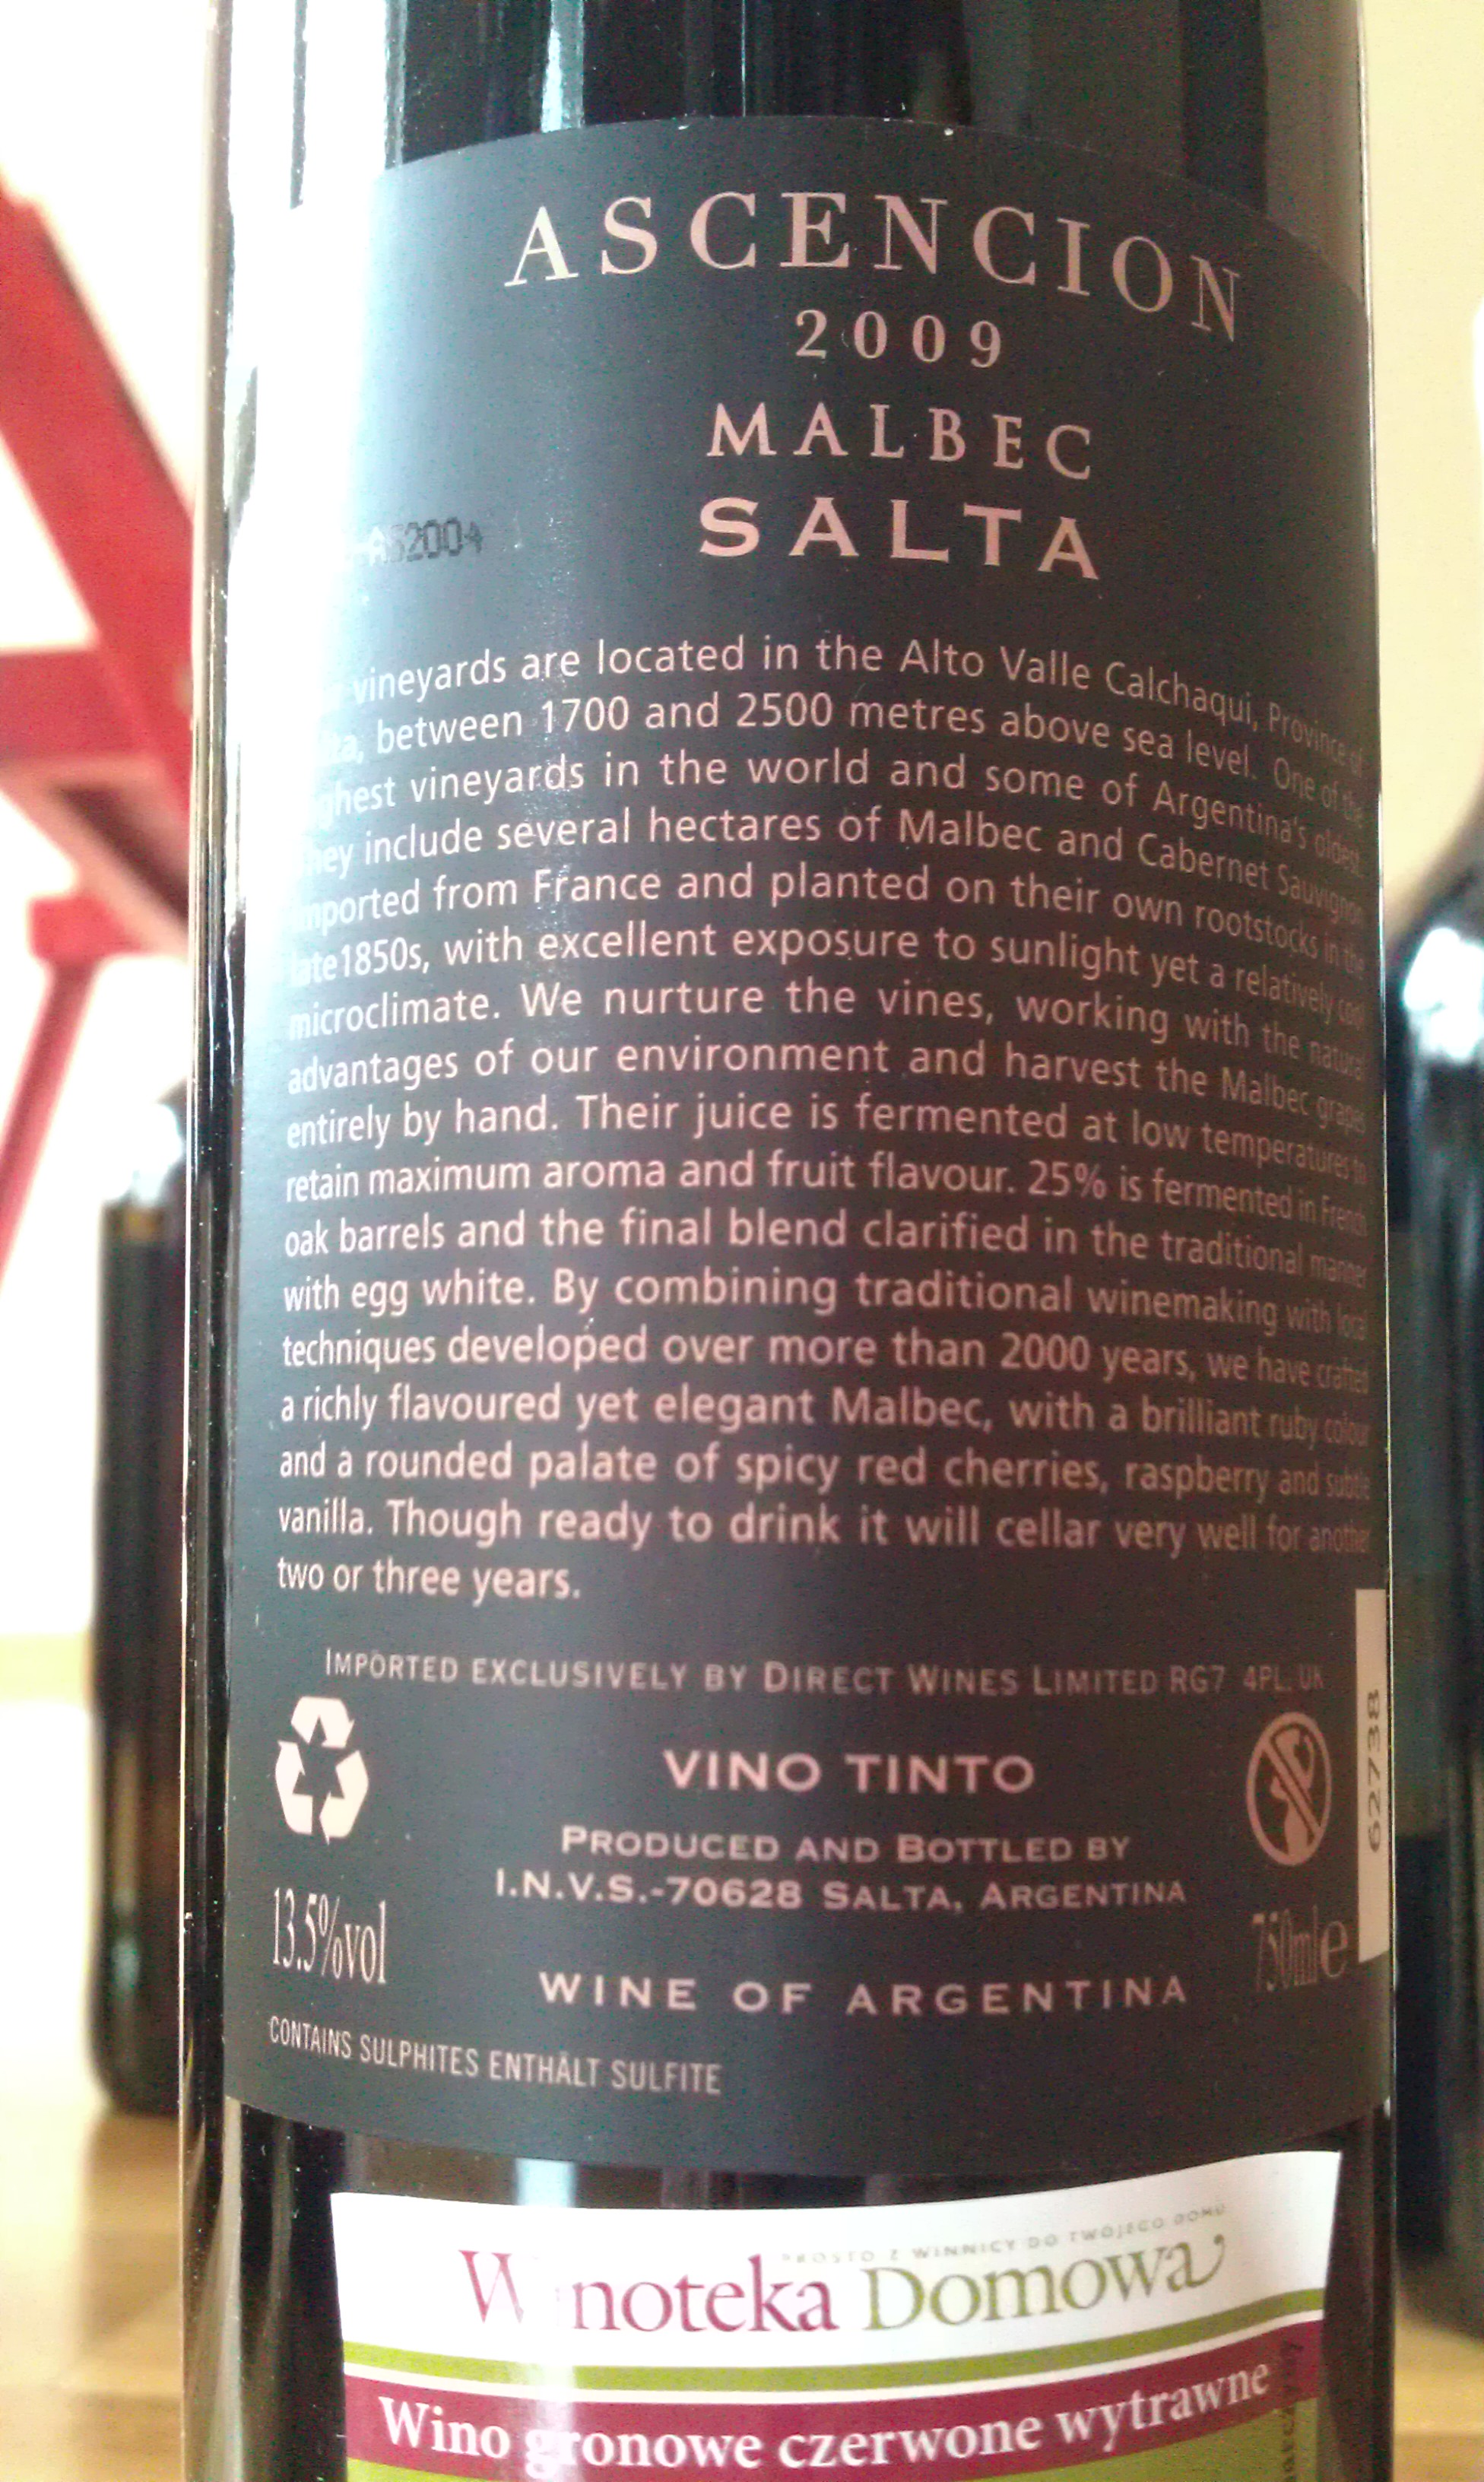 ASCENCION
2009
MALBEC
SALTA
vineyards are located in the Alto Valle Calchaqui, Province of
between 1700 and 2500 metres above sea level. One of the
highest vineyards in the world and some of Argentina's oldest.
They include several hectares of Malbec and Cabernet Sauvignon
imported from France and planted on their own rootstocks in the
late1850s, with excellent exposure to sunlight yet a relatively cool
microclimate. We nurture the vines, working with the natural
advantages of our environment and harvest the Malbec grapes
entirely by hand. Their juice is fermented at low temperatures to
retain maximum aroma and fruit flavour. 25% is fermented in French
oak barrels and the final blend clarified in the traditional manner
with egg white. By combining traditional winemaking with local
techniques developed over more than 2000 years, we have crafted
a richly flavoured yet elegant Malbec, with a brilliant ruby colour
and a rounded palate of spicy red cherries, raspberry and subtle
vanilla. Though ready to drink it will cellar very well for another
two or three years.
IMPORTED EXCLUSIVELY BY DIRECT WINES LIMITED RG7 4PL, UK
VINO TINTO
PRODUCED AND BOTTLED BY
I.N.V.S.-70628 SALTA, ARGENTINA
62738
13.5%vol
750ml e
WINE OF ARGENTINA
CONTAINS SULPHITES ENTHÄLT SULFITE
PROSTO Z WINNICY DO TWOJEGO DOMU
Winoteka Domowa
Wino gronowe czerwone wytrawne